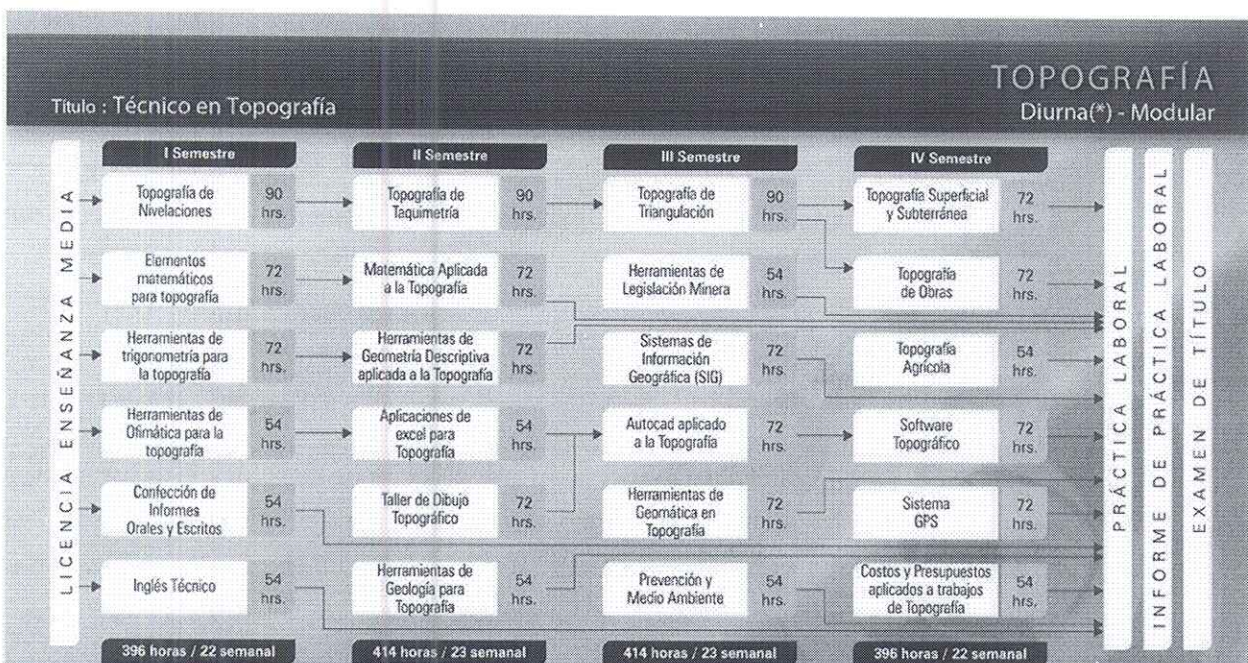 TOPOGRAFÍA
Título : Técnico en Topografía
Diurna(*) - Modular
LICENCIA ENSEÑANZA MEDIA
I Semestre
Topografía de
Nivelaciones
90
hrs.
Elementos
matemáticos
para topografía
72
hrs.
Herramientas de
trigonometría para
la topografía
72
hrs.
Herramientas de
Ofimática para la
topografía
54
hrs.
Confección de
Informes
Orales y Escritos
54
hrs.
Inglés Técnico
54
hrs.
396 horas / 22 semanal
II Semestre
Topografía de
Taquimetría
90
hrs.
Matemática Aplicada
a la Topografía
72
hrs.
Herramientas de
Geometría Descriptiva
aplicada a la Topografía
72
hrs.
Aplicaciones de
excel para
Topografía
54
hrs.
Taller de Dibujo
Topográfico
72
hrs.
Herramientas de
Geología para
Topografía
54
hrs.
414 horas / 23 semanal
III Semestre
Topografía de
Triangulación
90
hrs.
Herramientas de
Legislación Minera
54
hrs.
Sistemas de
Información
Geográfica (SIG)
72
hrs.
Autocad aplicado
a la Topografía
72
hrs.
Herramientas de
Geomática en
Topografía
72
hrs.
Prevención y
Medio Ambiente
54
hrs.
414 horas / 23 semanal
IV Semestre
Topografía Superficial
y Subterránea
72
hrs.
Topografía
de Obras
72
hrs.
Topografía
Agrícola
54
hrs.
Software
Topográfico
72
hrs.
Sistema
GPS
72
hrs.
Costos y Presupuestos
aplicados a trabajos
de Topografía
54
hrs.
396 horas / 22 semanal
PRÁCTICA LABORAL
INFORME DE PRÁCTICA LABORAL
EXAMEN DE TÍTULO